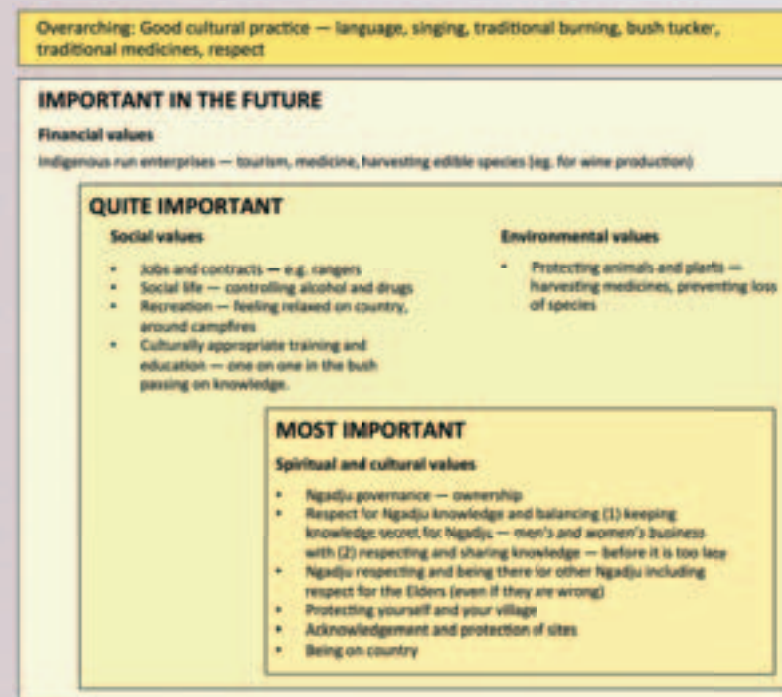 Overarching: Good cultural practice — language, singing, traditional burning, bush tucker,
traditional medicines, respect
IMPORTANT IN THE FUTURE
Financial values
Indigenous run enterprises — tourism, medicine, harvesting edible species (eg. for wine production)
QUITE IMPORTANT
Social values
• Jobs and contracts — e.g. rangers
• Social life — controlling alcohol and drugs
• Recreation — feeling relaxed on country,
around campfires
• Culturally appropriate training and
education — one on one in the bush
passing on knowledge.
Environmental values
• Protecting animals and plants —
harvesting medicines, preventing loss
of species
MOST IMPORTANT
Spiritual and cultural values
• Ngadju governance — ownership
• Respect for Ngadju knowledge and balancing (1) keeping
knowledge secret for Ngadju — men's and women's business
with (2) respecting and sharing knowledge — before it is too late
• Ngadju respecting and being there for other Ngadju including
respect for the Elders (even if they are wrong)
• Protecting yourself and your village
• Acknowledgement and protection of sites
• Being on country